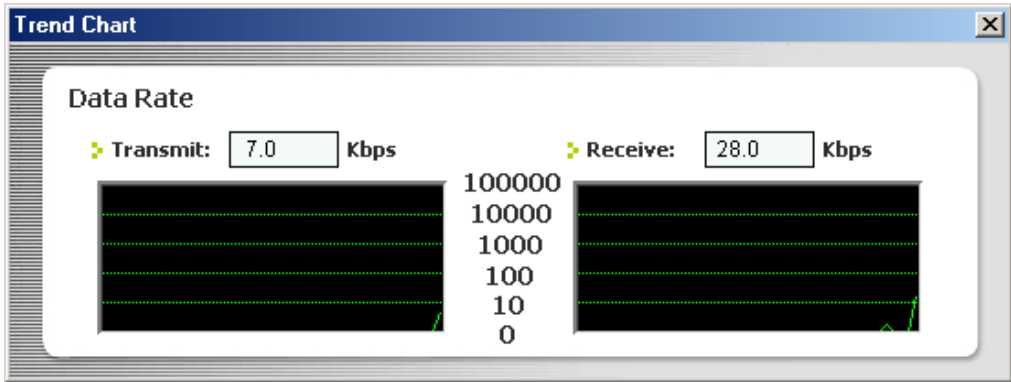 Trend Chart
Data Rate
Transmit: 7.0 Kbps
Receive: 28.0 Kbps
100000
10000
1000
100
10
0